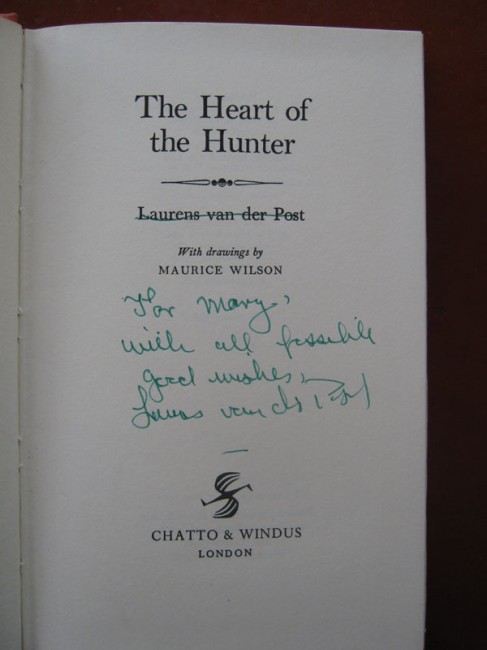 The Heart of
the Hunter
Laurens van der Post
With drawings by
MAURICE WILSON
For Mary,
with all possible
good wishes,
Laurens van der Post
CHATTO & WINDUS
LONDON